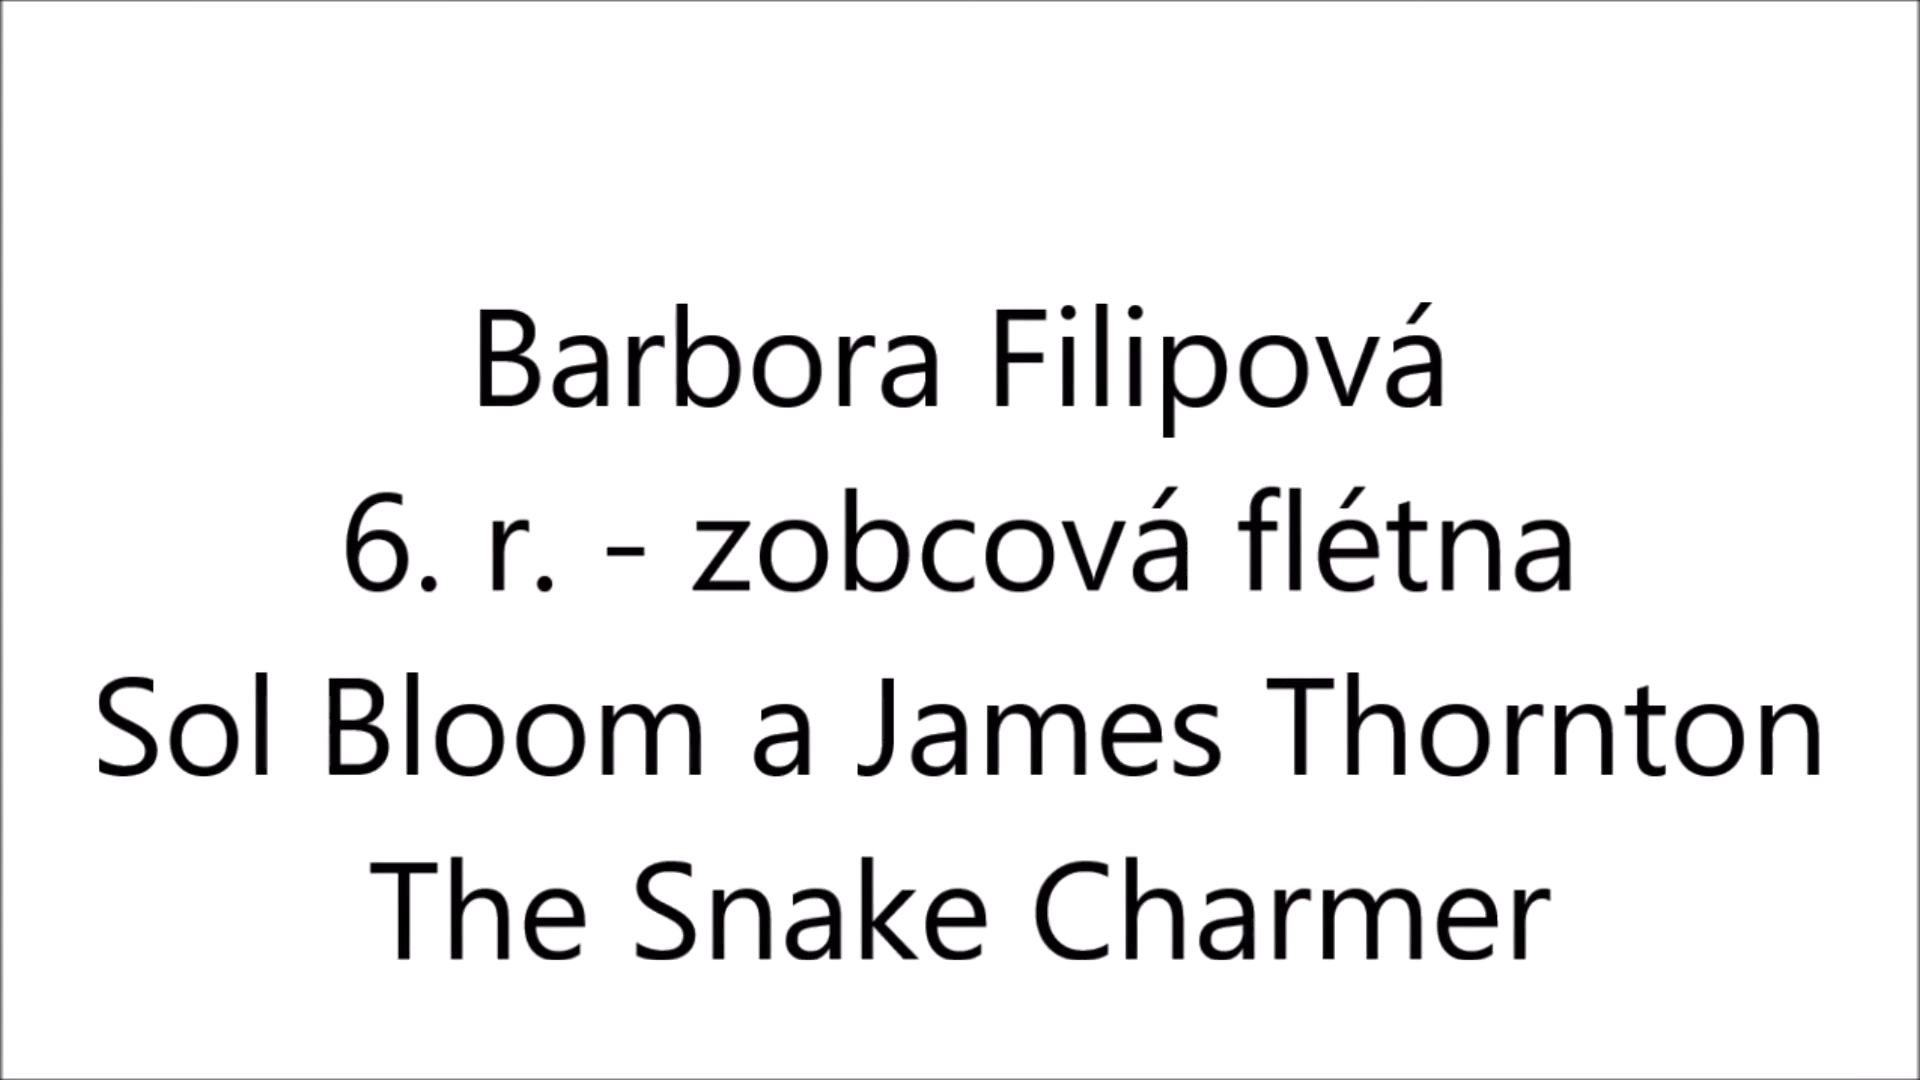 Barbora Filipová
6. r. - zobcová flétna
Sol Bloom a James Thornton
The Snake Charmer